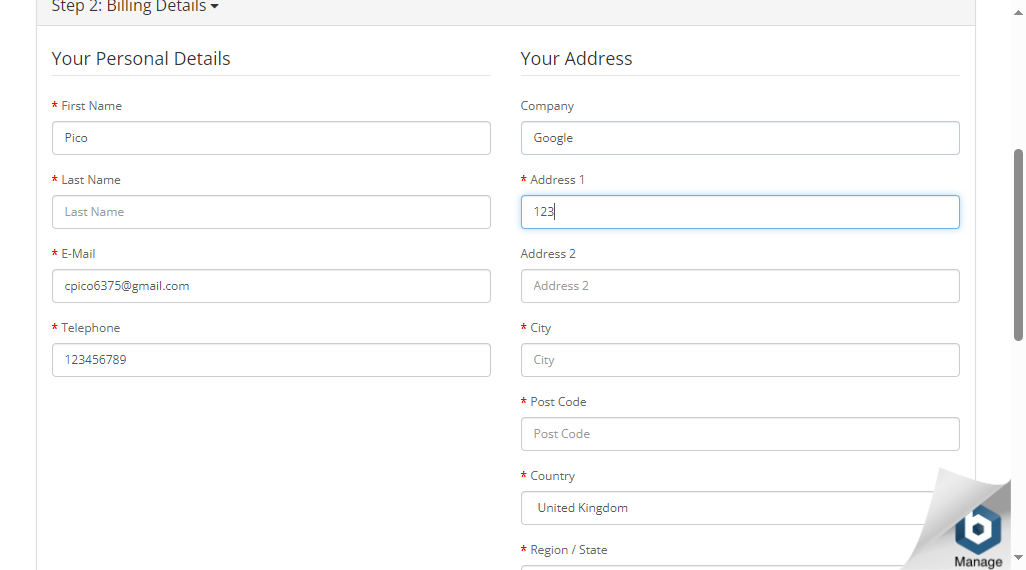 Step 2: Billing Details
Your Personal Details
* First Name
Pico
* Last Name
Last Name
* E-Mail
cpico6375@gmail.com
* Telephone
123456789
Your Address
Company
Google
* Address 1
123
Address 2
Address 2
* City
City
* Post Code
Post Code
* Country
United Kingdom
* Region / State
b
Manage